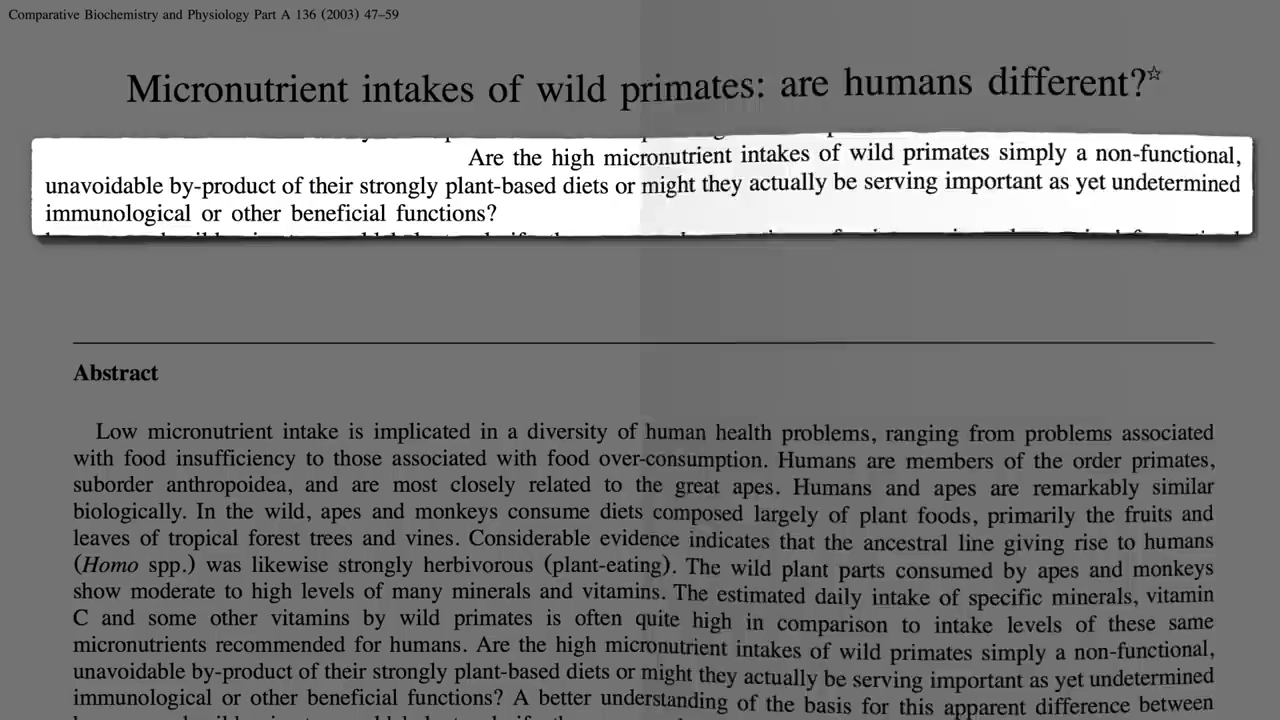 Comparative Biochemistry and Physiology Part A 136 (2003) 47–59
Micronutrient intakes of wild primates: are humans different?☆
Are the high micronutrient intakes of wild primates simply a non-functional,
unavoidable by-product of their strongly plant-based diets or might they actually be serving important as yet undetermined
immunological or other beneficial functions?
Abstract
Low micronutrient intake is implicated in a diversity of human health problems, ranging from problems associated
with food insufficiency to those associated with food over-consumption. Humans are members of the order primates,
suborder anthropoidea, and are most closely related to the great apes. Humans and apes are remarkably similar
biologically. In the wild, apes and monkeys consume diets composed largely of plant foods, primarily the fruits and
leaves of tropical forest trees and vines. Considerable evidence indicates that the ancestral line giving rise to humans
(Homo spp.) was likewise strongly herbivorous (plant-eating). The wild plant parts consumed by apes and monkeys
show moderate to high levels of many minerals and vitamins. The estimated daily intake of specific minerals, vitamin
C and some other vitamins by wild primates is often quite high in comparison to intake levels of these same
micronutrients recommended for humans. Are the high micronutrient intakes of wild primates simply a non-functional,
unavoidable by-product of their strongly plant-based diets or might they actually be serving important as yet undetermined
immunological or other beneficial functions? A better understanding of the basis for this apparent difference between